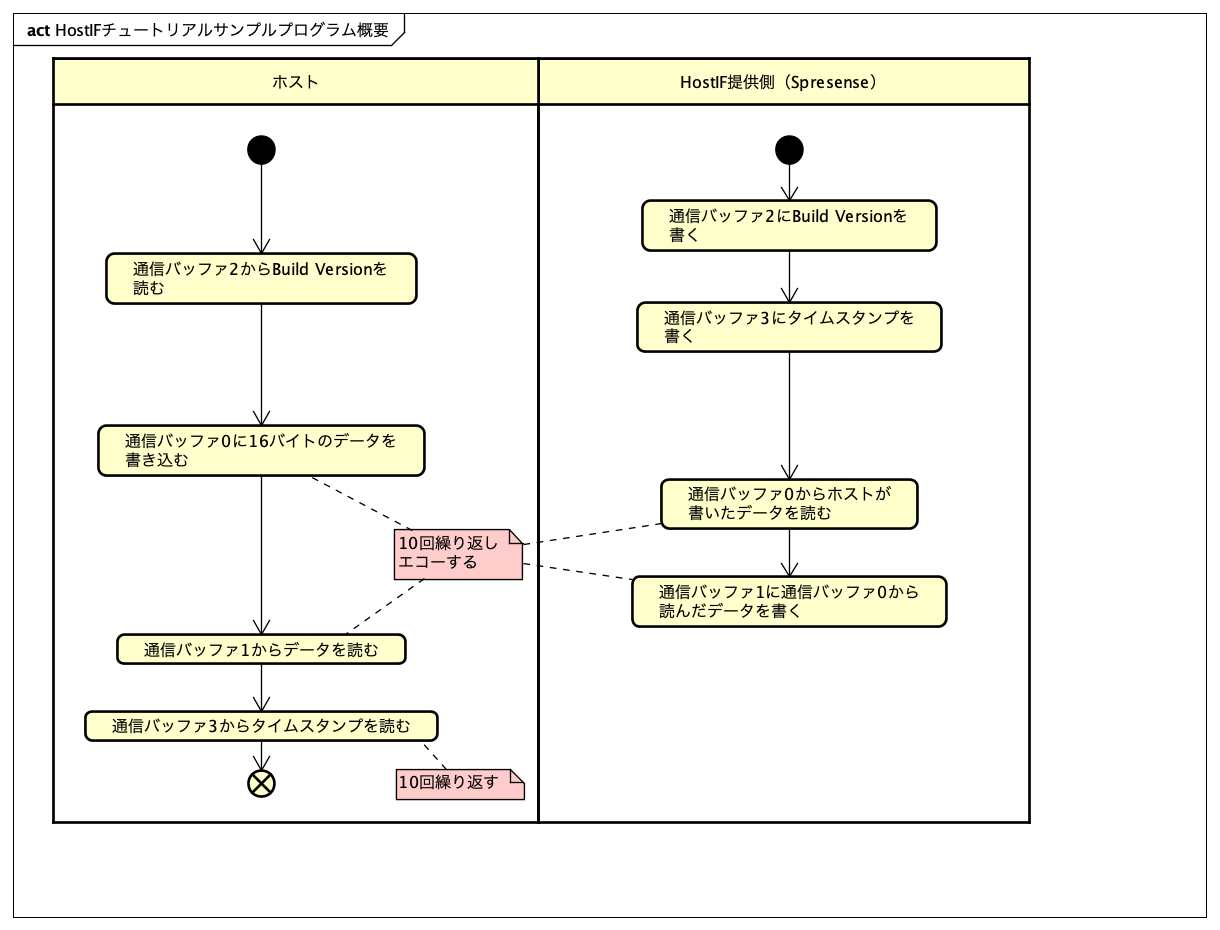 act HostIFチュートリアルサンプルプログラム概要
ホスト
HostIF提供側（Spresense）
通信バッファ2にBuild Versionを
書く
通信バッファ2からBuild Versionを
読む
通信バッファ3にタイムスタンプを
書く
通信バッファ0に16バイトのデータを
書き込む
通信バッファ0からホストが
書いたデータを読む
10回繰り返し
エコーする
通信バッファ1に通信バッファ0から
読んだデータを書く
通信バッファ1からデータを読む
通信バッファ3からタイムスタンプを読む
10回繰り返す